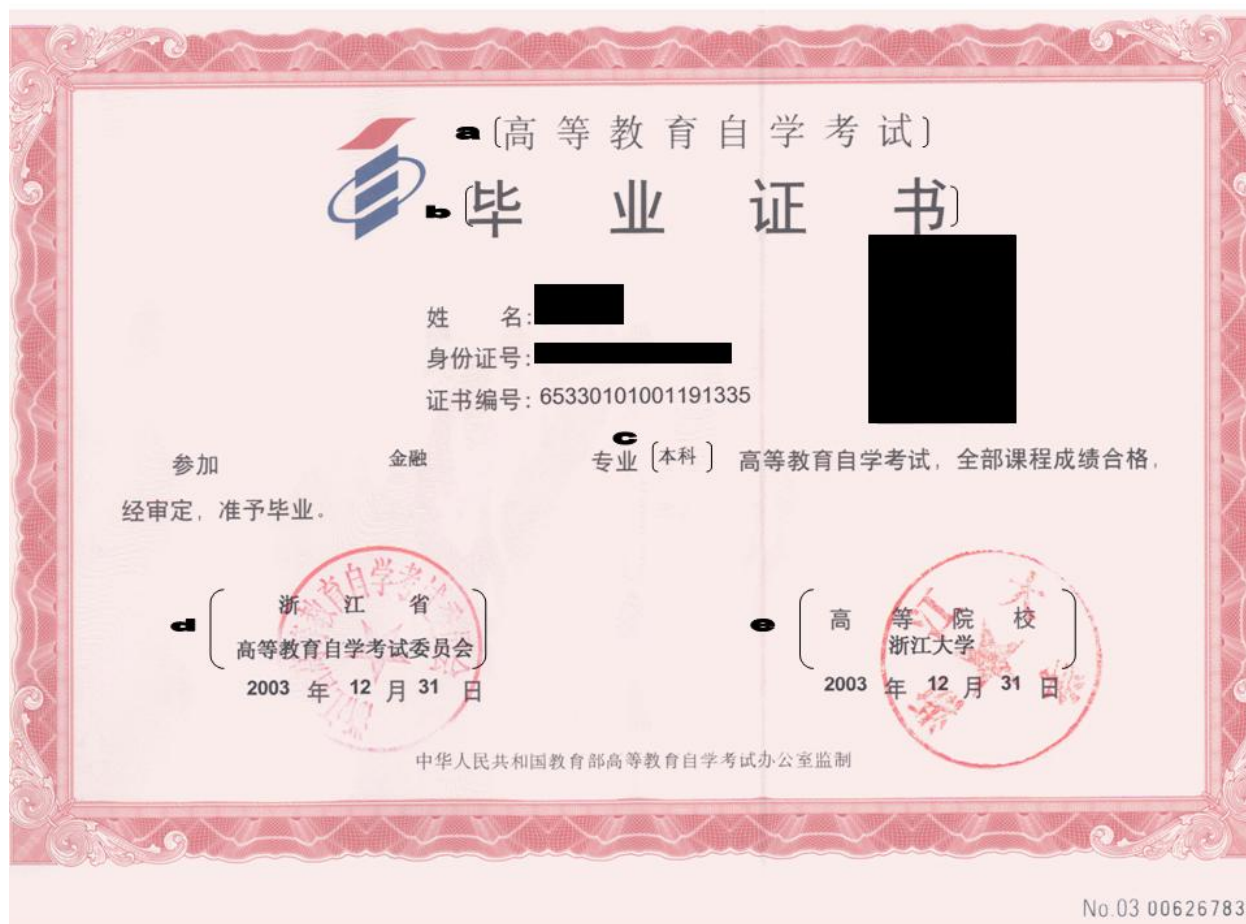 a [高等教育自学考试]
b [毕业证书]
姓 名:
身份证号:
证书编号: 65330101001191335
c
参加 金融 专业 [本科] 高等教育自学考试, 全部课程成绩合格,
经审定, 准予毕业。
浙江省
d
高等教育自学考试委员会
2003 年 12 月 31 日
高等院校
e
浙江大学
2003 年 12 月 31 日
中华人民共和国教育部高等教育自学考试办公室监制
No.03 00626783